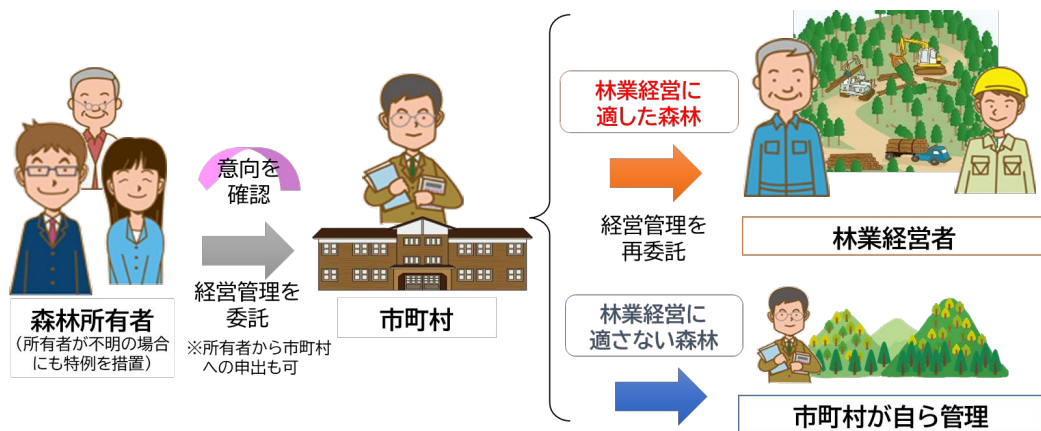 森林所有者
(所有者が不明の場合
にも特例を措置)
意向を
確認
経営管理を
委託
※所有者から市町村
への申出も可
市町村
林業経営に
適した森林
経営管理を
再委託
林業経営者
林業経営に
適さない森林
市町村が自ら管理